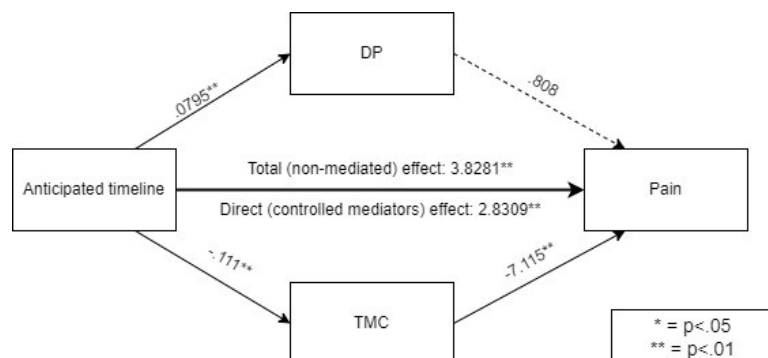 DP
.0795**
.808
Total (non-mediated) effect: 3.8281**
Anticipated timeline
Pain
Direct (controlled mediators) effect: 2.8309**
-.111**
-7.115**
TMC
* = p<.05
** = p<.01